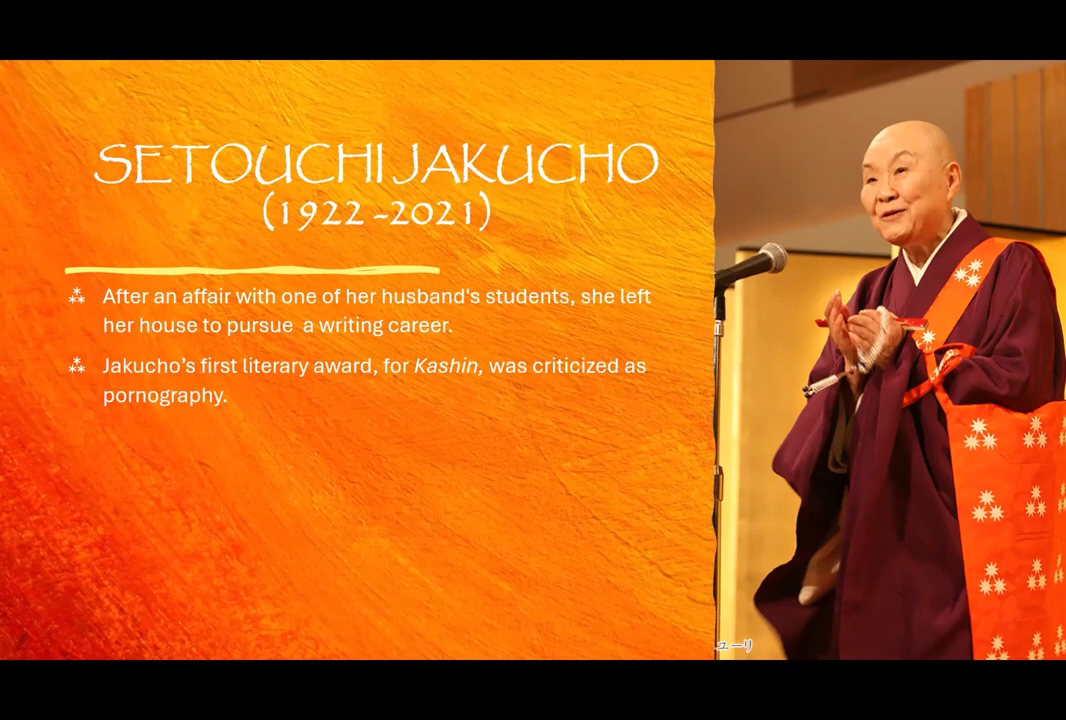 SETOUCHI JAKUCHO
(1922 -2021)
After an affair with one of her husband's students, she left
her house to pursue  a writing career.
Jakucho’s first literary award, for Kashin, was criticized as
pornography.
ユーリ